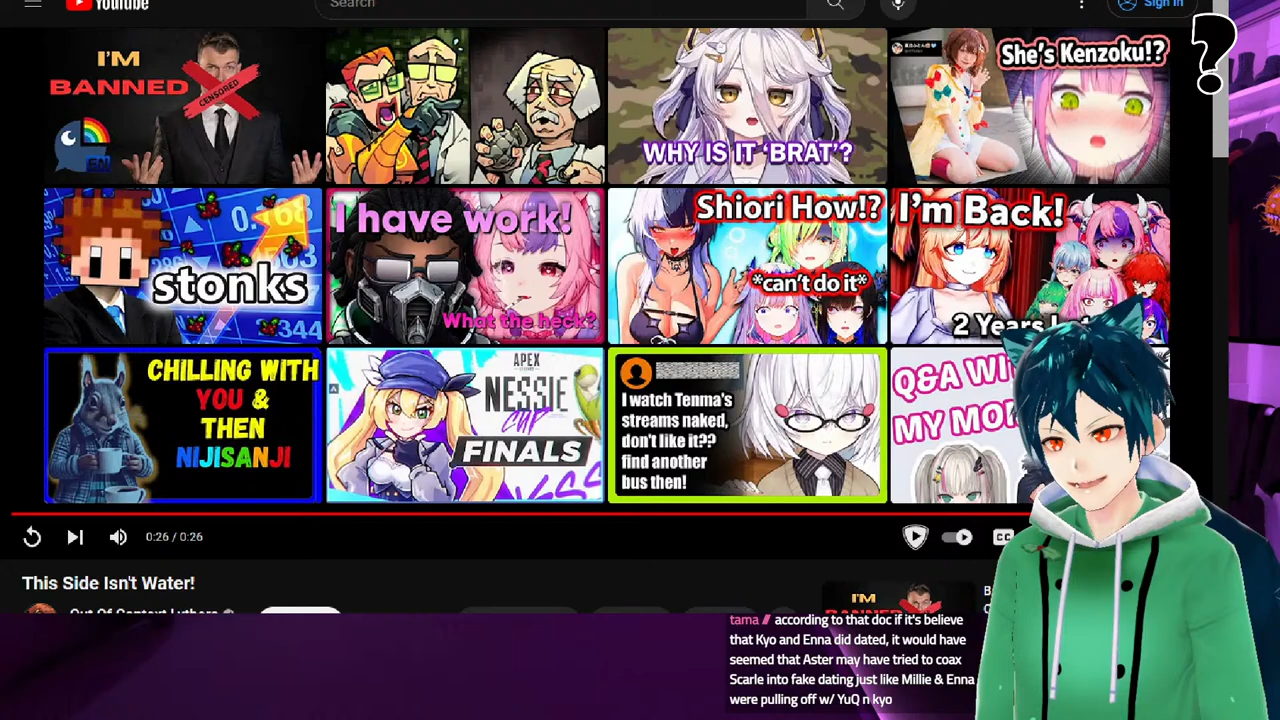 YouTube
Search
Sign in
I'M
BANNED
CENSORED
EN
WHY IS IT 'BRAT'?
She's Kenzoku!?
stonks
0.168
344
I have work!
What the heck?
Shiori How!?
*can't do it*
I'm Back!
2 Years
CHILLING WITH
YOU &
THEN
NIJISANJI
APEX
NESSIE
CUP
FINALS
I watch Tenma's
streams naked,
don't like it??
find another
bus then!
Q&A WI
MY MO
0:26 / 0:26
CC
This Side Isn't Water!
I'M
tama // according to that doc if it's believe
that Kyo and Enna did dated, it would have
seemed that Aster may have tried to coax
Scarle into fake dating just like Millie & Enna
were pulling off w/ YuQ n kyo
?